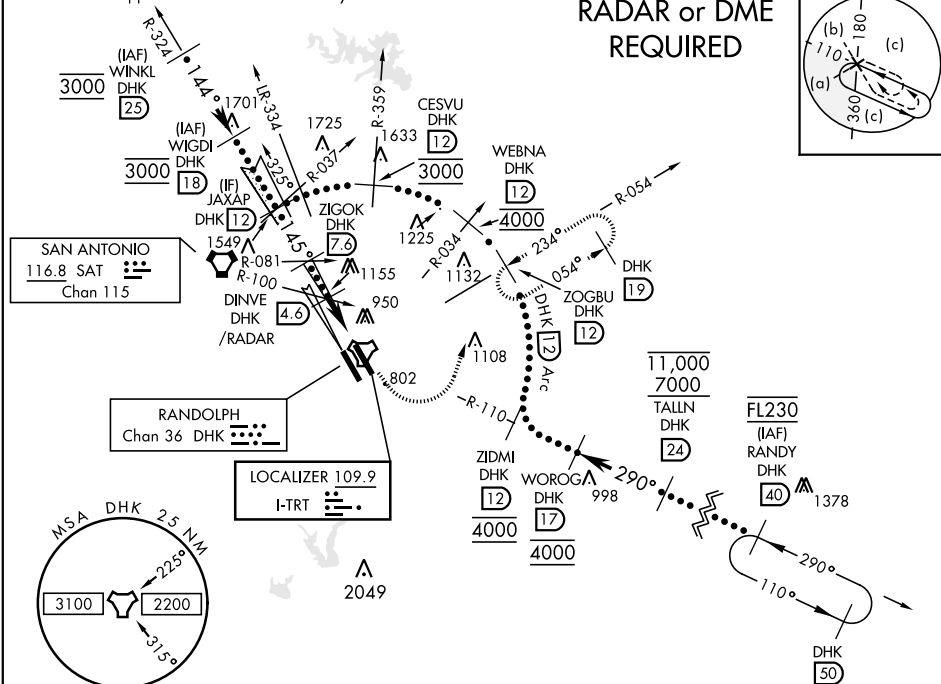 RADAR or DME
REQUIRED
(b)
180
(c)
110
(a)
360
(c)
R-324
(IAF)
WINKL
DHK
25
3000
144°
1701
LR-334
(IAF)
WIGDI
DHK
18
3000
325°
1725
R-037
R-359
1633
CESVU
DHK
12
3000
WEBNA
DHK
12
4000
R-054
(IF)
JAXAP
DHK 12
145°
ZIGOK
DHK
7.6
1225
R-034
1132
234°
054°
DHK
19
SAN ANTONIO
116.8 SAT
Chan 115
1549
R-081
R-100
1155
950
DINVE
DHK
/RADAR
4.6
ZOGBU
DHK
12
DHK 12 Arc
1108
802
RANDOLPH
Chan 36 DHK
LOCALIZER 109.9
I-TRT
R-110
ZIDMI
DHK
12
4000
WOROG
DHK
17
4000
998
290°
11,000
7000
TALLN
DHK
24
FL230
(IAF)
RANDY
DHK
40
1378
290°
110°
DHK
50
2049
MSA DHK 25 NM
225°
3100
2200
315°